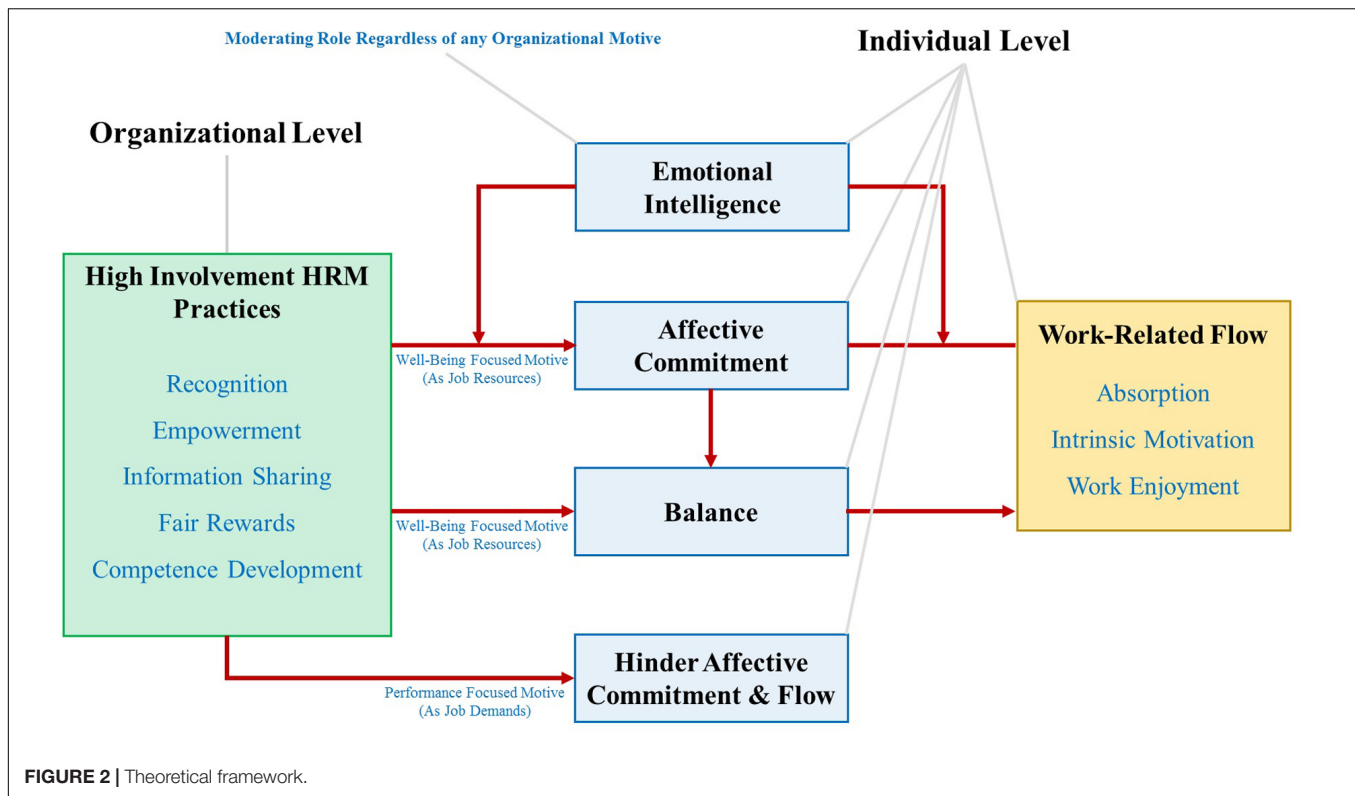 Moderating Role Regardless of any Organizational Motive
Individual Level
Organizational Level
Emotional
Intelligence
High Involvement HRM
Practices
Recognition
Empowerment
Information Sharing
Fair Rewards
Competence Development
Well-Being Focused Motive
(As Job Resources)
Affective
Commitment
Work-Related Flow
Absorption
Intrinsic Motivation
Work Enjoyment
Well-Being Focused Motive
(As Job Resources)
Balance
Performance Focused Motive
(As Job Demands)
Hinder Affective
Commitment & Flow
FIGURE 2 | Theoretical framework.